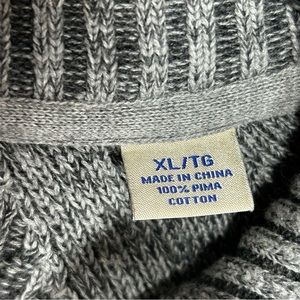 XL/TG
MADE IN CHINA
100% PIMA
COTTON